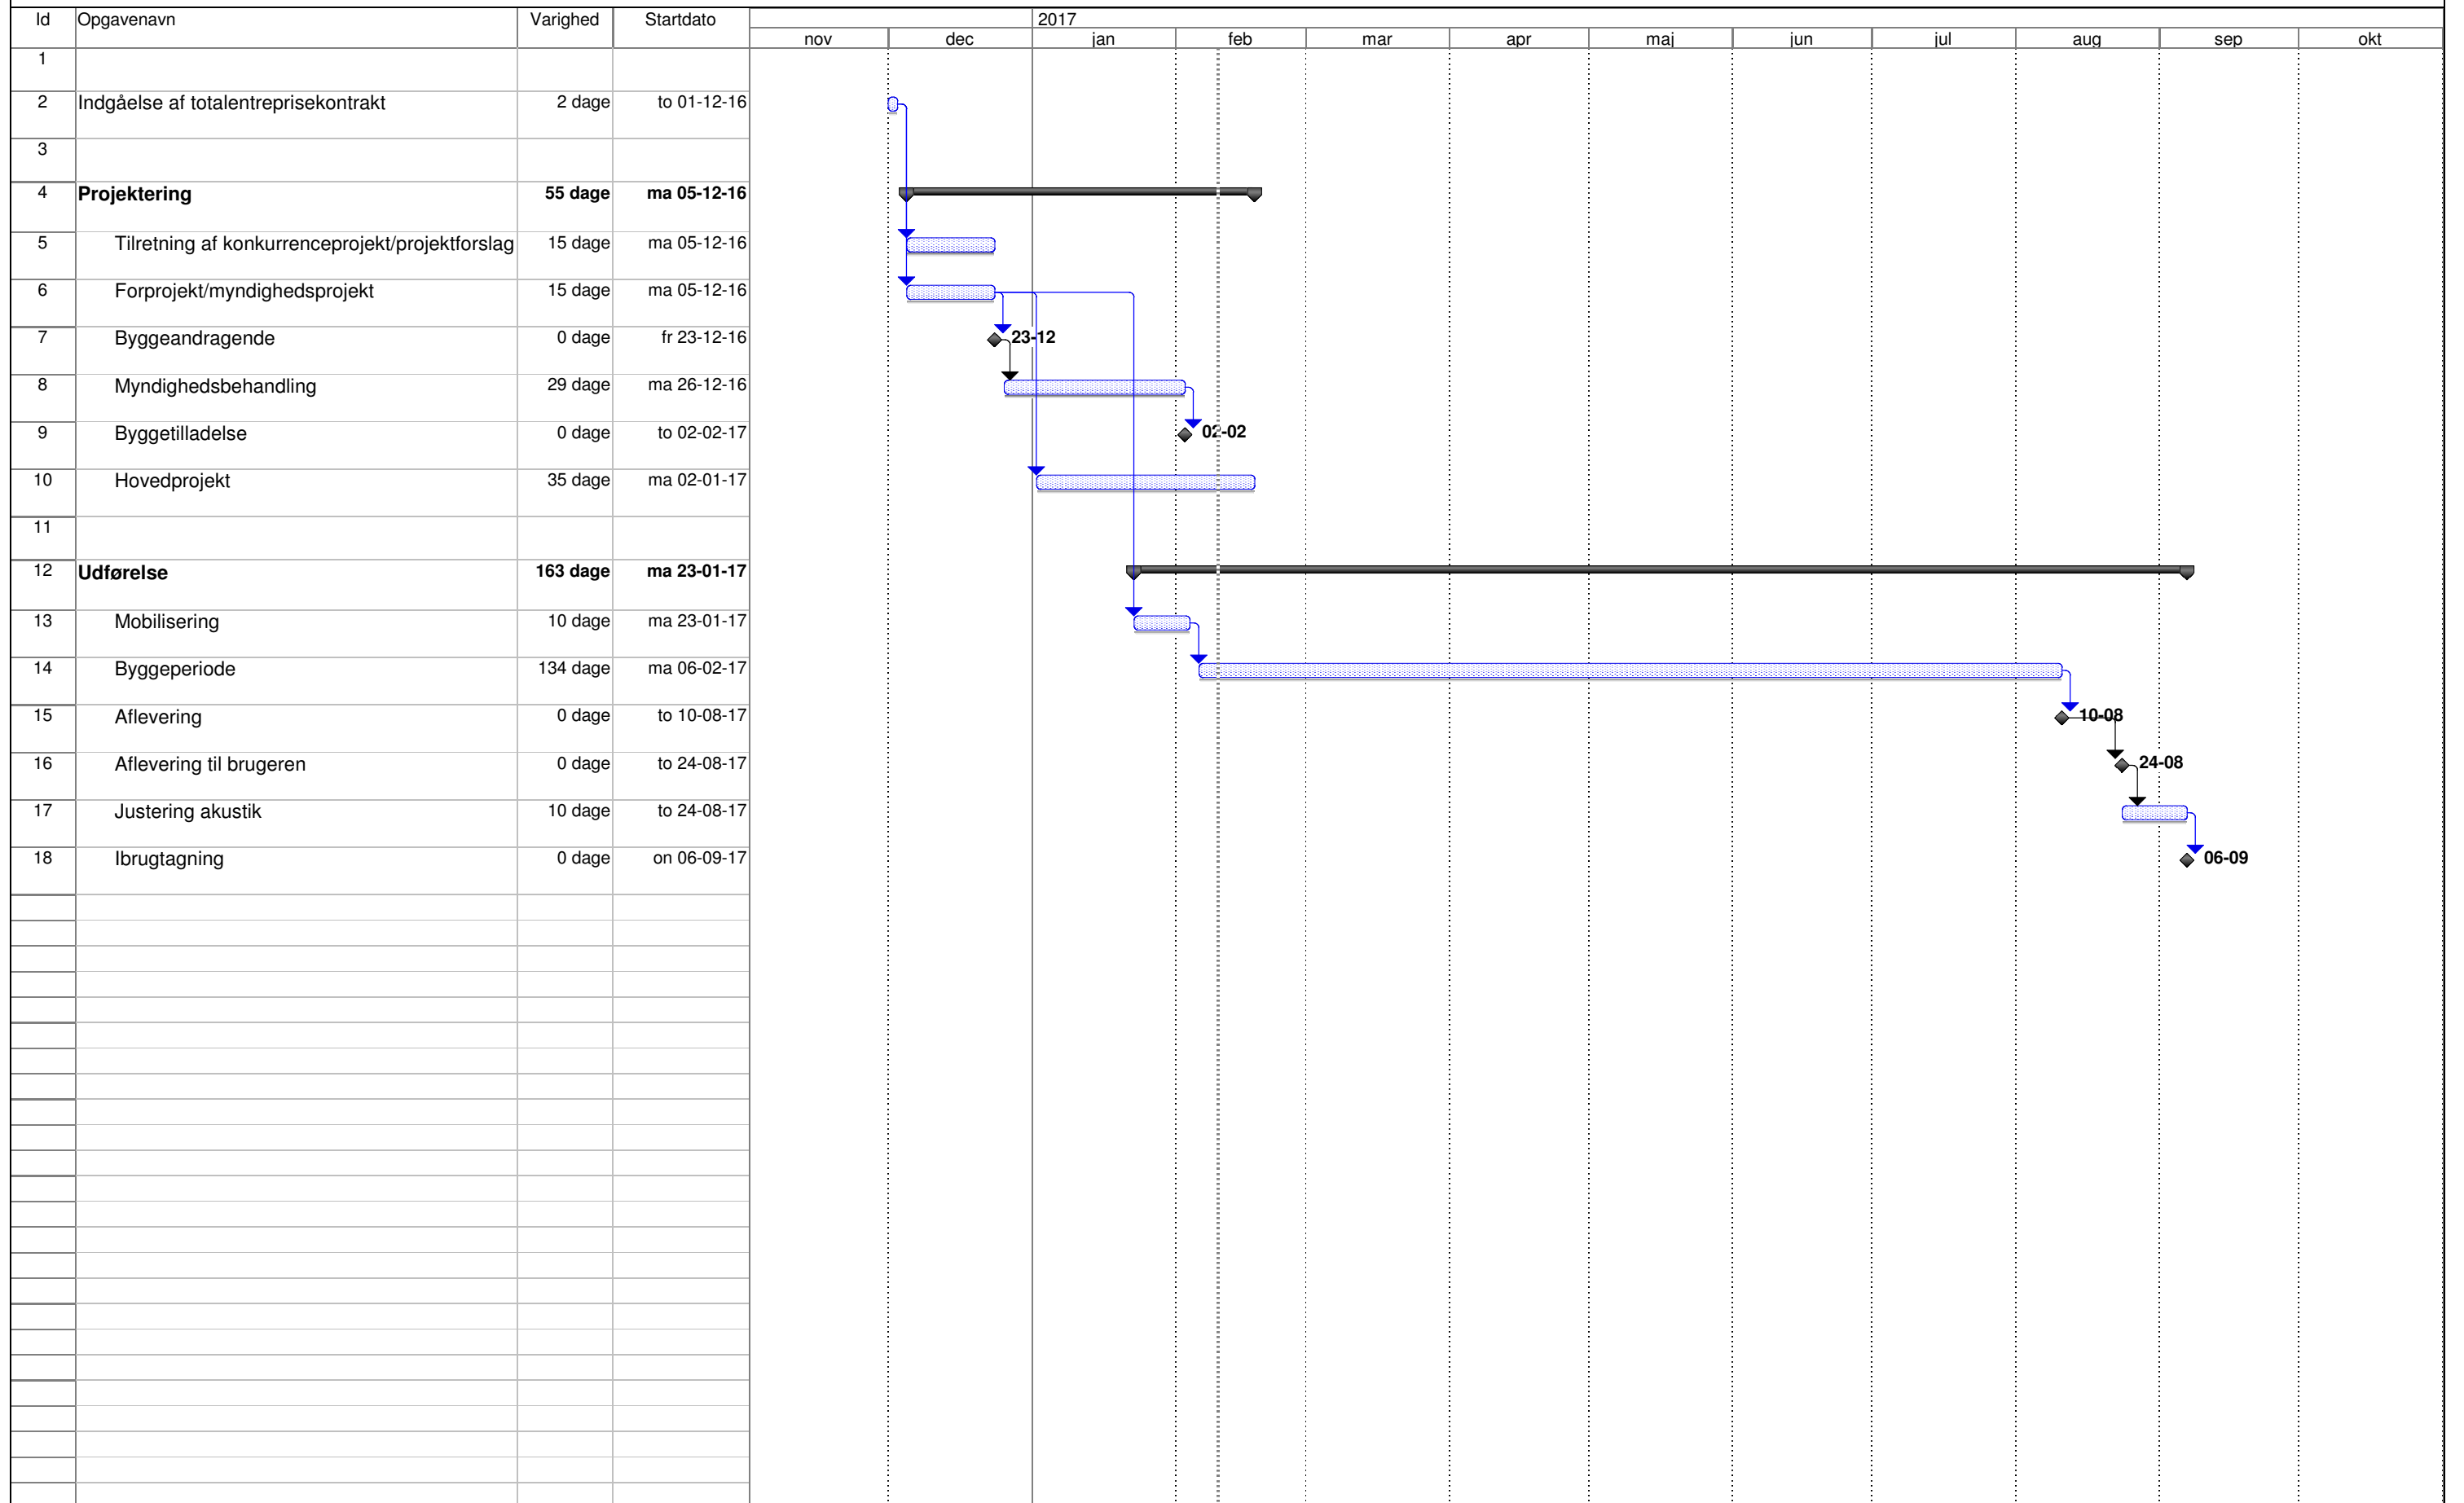 Id Opgavenavn Varighed Startdato 2017
nov dec jan feb mar apr maj jun jul aug sep okt
1
2 Indgåelse af totalentreprisekontrakt 2 dage to 01-12-16
3
4 Projektering 55 dage ma 05-12-16
5 Tilretning af konkurrenceprojekt/projektforslag 15 dage ma 05-12-16
6 Forprojekt/myndighedsprojekt 15 dage ma 05-12-16
7 Byggeandragende 0 dage fr 23-12-16 23-12
8 Myndighedsbehandling 29 dage ma 26-12-16
9 Byggetilladelse 0 dage to 02-02-17 02-02
10 Hovedprojekt 35 dage ma 02-01-17
11
12 Udførelse 163 dage ma 23-01-17
13 Mobilisering 10 dage ma 23-01-17
14 Byggeperiode 134 dage ma 06-02-17
15 Aflevering 0 dage to 10-08-17 10-08
16 Aflevering til brugeren 0 dage to 24-08-17 24-08
17 Justering akustik 10 dage to 24-08-17
18 Ibrugtagning 0 dage on 06-09-17 06-09